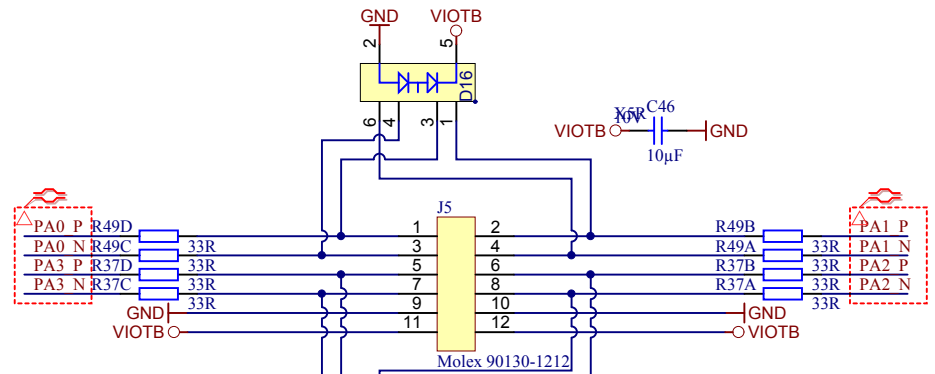 GND VIOTB
2 5
D16
6 4 3 1
X5R C46
10V
VIOTB GND
10µF
J5
PA0_P R49D 1 2 R49B PA1_P
PA0_N R49C 33R 3 4 R49A 33R PA1_N
PA3_P R37D 33R 5 6 R37B 33R PA2_P
PA3_N R37C 33R 7 8 R37A 33R PA2_N
33R 33R
GND 9 10 GND
VIOTB 11 12 VIOTB
Molex 90130-1212